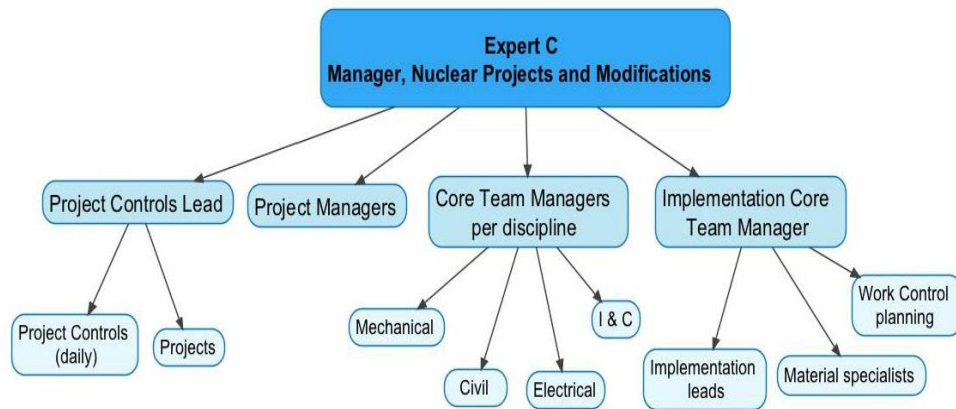 Expert C
Manager, Nuclear Projects and Modifications
Project Controls Lead
Project Managers
Core Team Managers
per discipline
Implementation Core
Team Manager
Project Controls
(daily)
Projects
Mechanical
Civil
Electrical
I & C
Implementation
leads
Material specialists
Work Control
planning